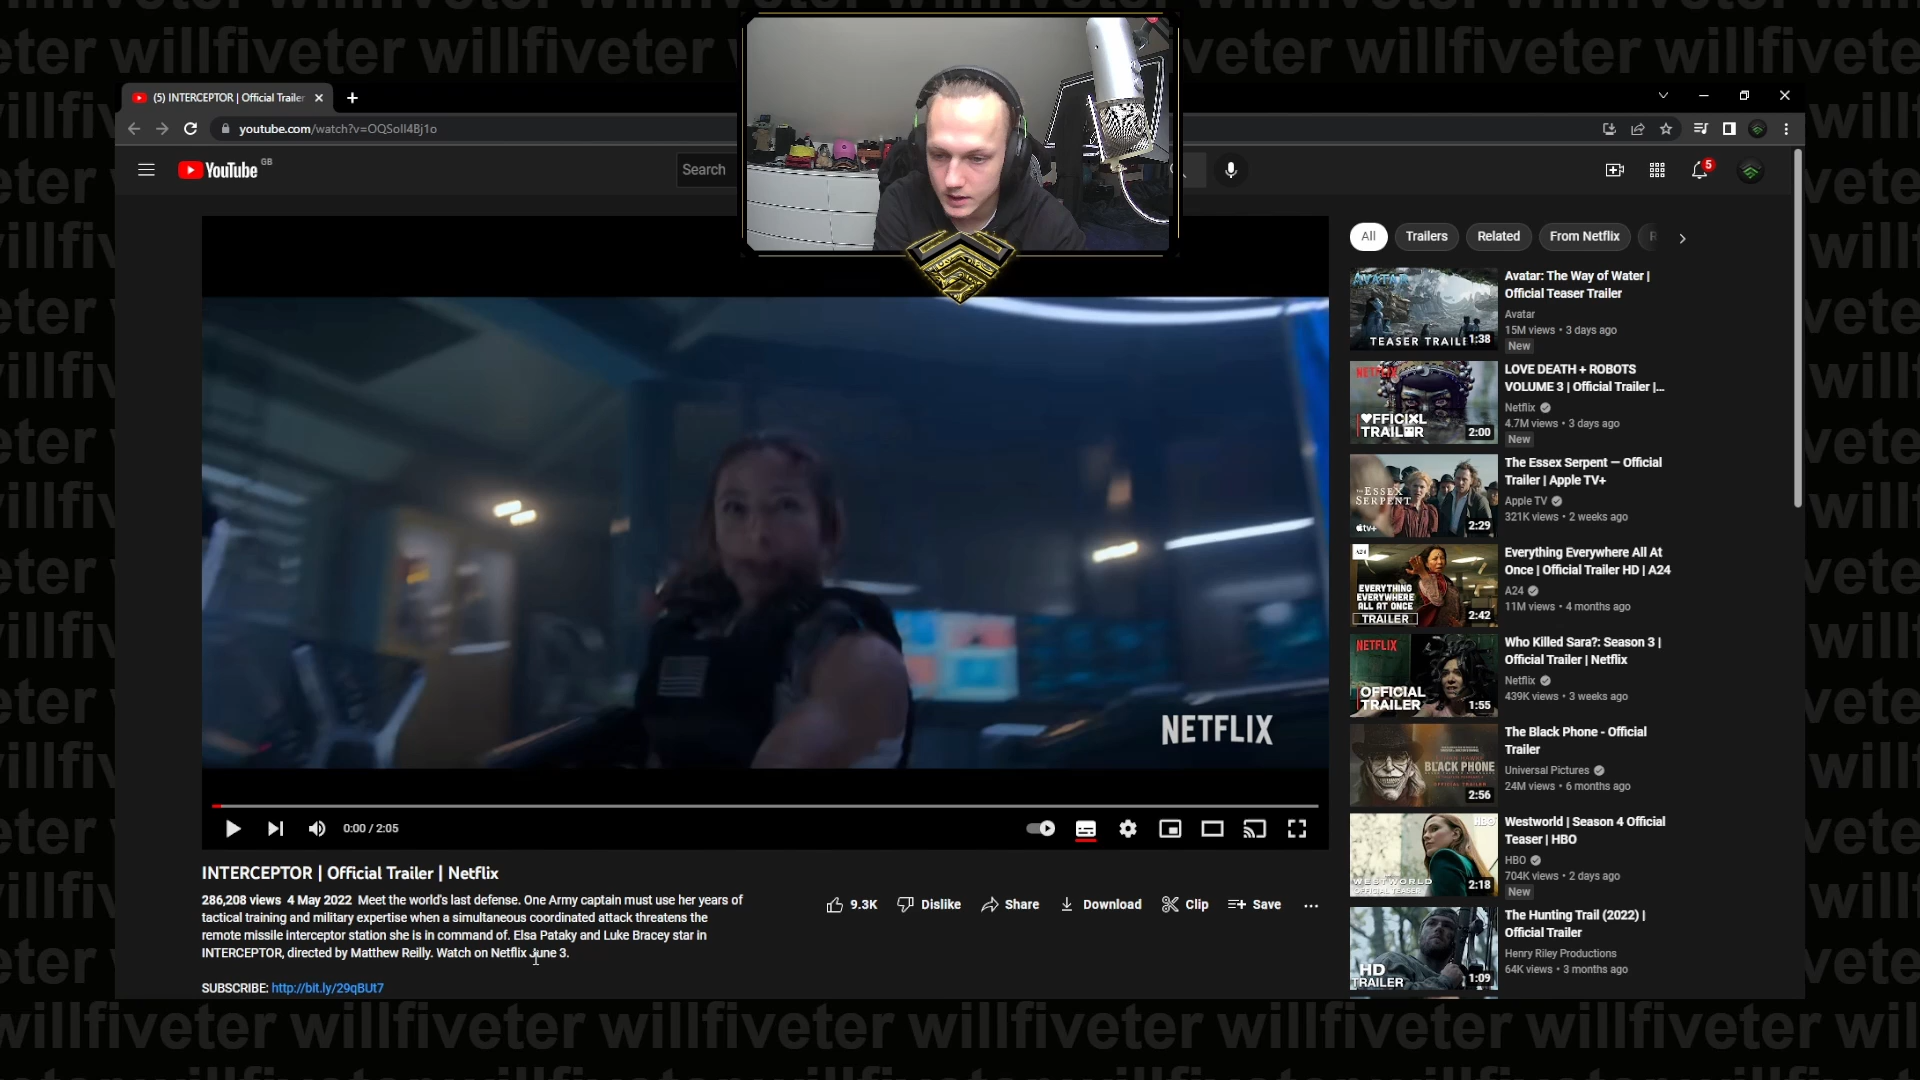 willfiveter willfiveter willfiveter
(5) INTERCEPTOR | Official Trailer
youtube.com/watch?v=OQSoll4Bj1o
YouTube GB
Search
5
All
Trailers
Related
From Netflix
AVATAR
TEASER TRAILE
1:38
Avatar: The Way of Water |
Official Teaser Trailer
Avatar
15M views • 3 days ago
New
NETFLIX
OFFICIAL
TRAILER
2:00
LOVE DEATH + ROBOTS
VOLUME 3 | Official Trailer |...
Netflix
4.7M views • 3 days ago
New
THE ESSEX
SERPENT
tv+
2:29
The Essex Serpent — Official
Trailer | Apple TV+
Apple TV
321K views • 2 weeks ago
A24
EVERYTHING
EVERYWHERE
ALL AT
ONCE
TRAILER
2:42
Everything Everywhere All At
Once | Official Trailer HD | A24
A24
11M views • 4 months ago
NETFLIX
OFFICIAL
TRAILER
1:55
Who Killed Sara?: Season 3 |
Official Trailer | Netflix
Netflix
439K views • 3 weeks ago
BLACK PHONE
2:56
The Black Phone - Official
Trailer
Universal Pictures
24M views • 6 months ago
HBO
WESTWORLD
2:18
Westworld | Season 4 Official
Teaser | HBO
HBO
704K views • 2 days ago
New
HD
TRAILER
1:09
The Hunting Trail (2022) |
Official Trailer
Henry Riley Productions
64K views • 3 months ago
NETFLIX
0:00 / 2:05
INTERCEPTOR | Official Trailer | Netflix
286,208 views 4 May 2022 Meet the world's last defense. One Army captain must use her years of
tactical training and military expertise when a simultaneous coordinated attack threatens the
remote missile interceptor station she is in command of. Elsa Pataky and Luke Bracey star in
INTERCEPTOR, directed by Matthew Reilly. Watch on Netflix June 3.
SUBSCRIBE: http://bit.ly/29qBUt7
9.3K
Dislike
Share
Download
Clip
Save
willfiveter willfiveter willfiveter willfiveter willfiveter willfiveter wil